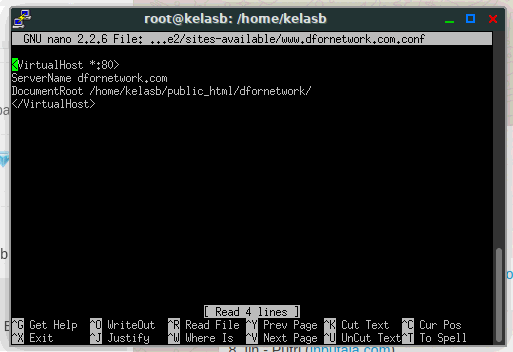 root@kelasb: /home/kelasb
GNU nano 2.2.6 File: ...e2/sites-available/www.dfornetwork.com.conf
<VirtualHost *:80>
ServerName dfornetwork.com
DocumentRoot /home/kelasb/public_html/dfornetwork/
</VirtualHost>
[ Read 4 lines ]
^G Get Help ^O WriteOut ^R Read File ^Y Prev Page ^K Cut Text ^C Cur Pos
^X Exit ^J Justify ^W Where Is ^V Next Page ^U UnCut Text ^T To Spell